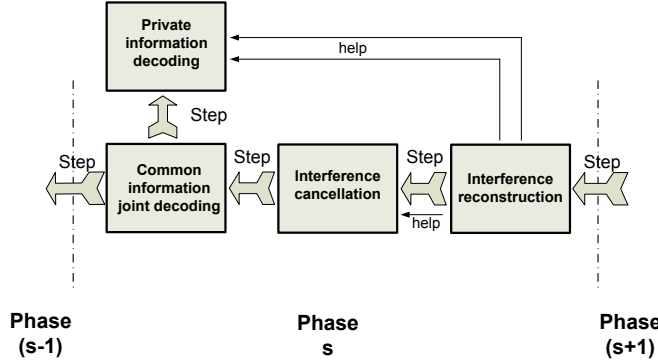 Private
information
decoding
help
Step
Step
Common
information
joint decoding
Step
Interference
cancellation
Step
help
Interference
reconstruction
Step
Phase
(s-1)
Phase
s
Phase
(s+1)